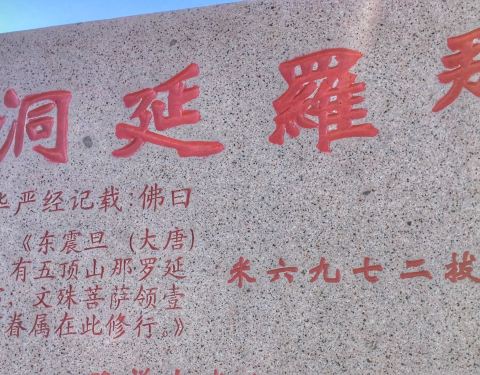 羅延洞
华严经记载:佛曰
《东震旦 (大唐)
有五顶山那罗延
,文殊菩萨领壹
眷属在此修行。》
拔二七九六米